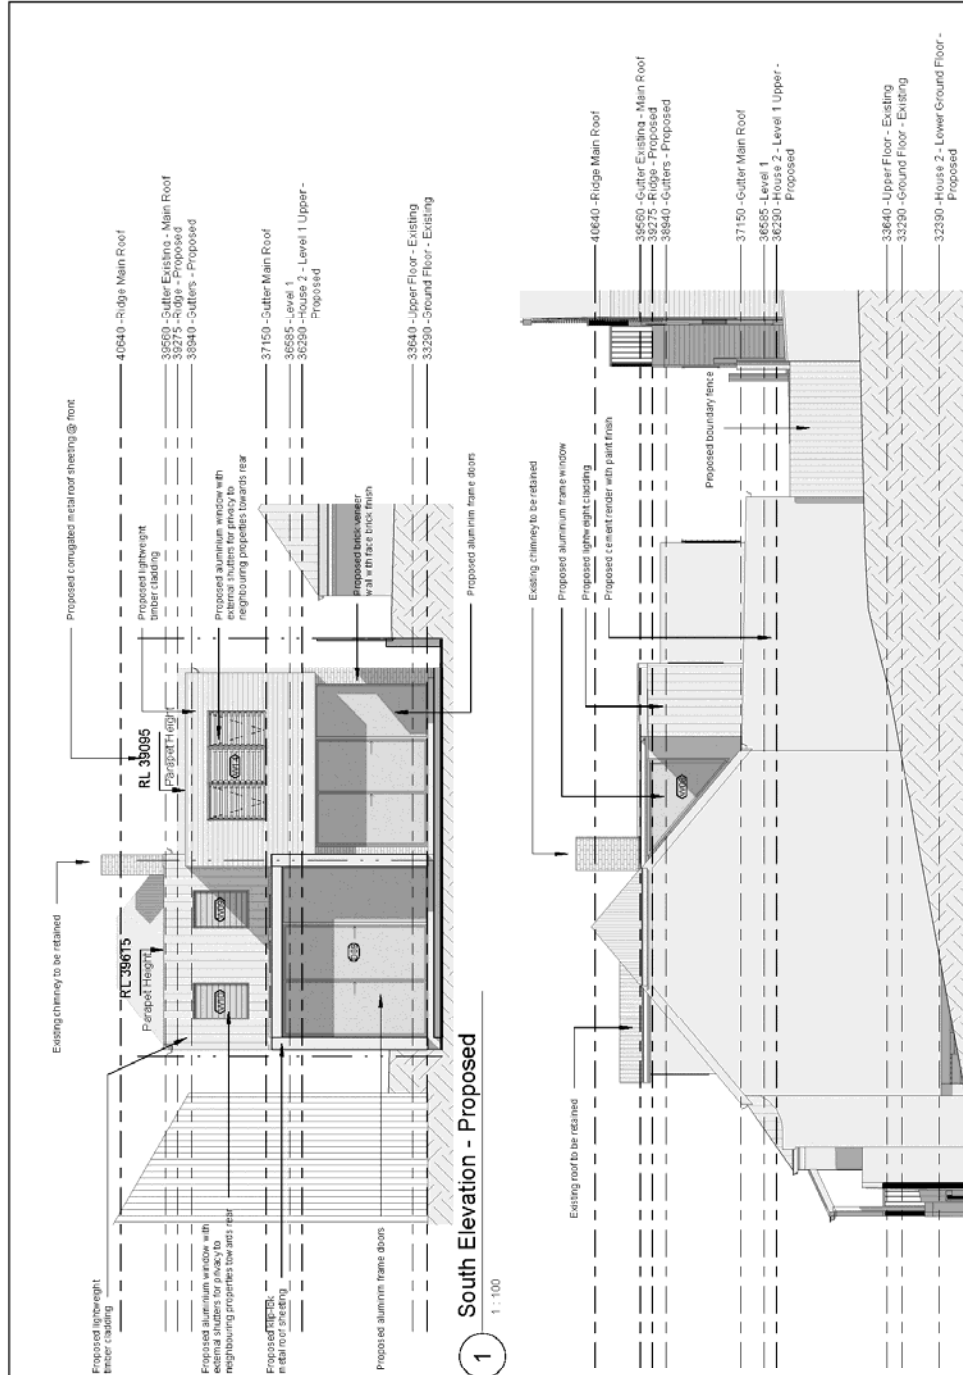 Proposed corrugated metal roof sheeting @ front
Existing chimney to be retained
Proposed lightweight
timber cladding
Proposed aluminium window with
external shutters for privacy to
neighbouring properties towards rear
RL 39095
Parapet Height
RL 39615
Parapet Height
40640 - Ridge Main Roof
39560 - Gutter Existing - Main Roof
39275 - Ridge - Proposed
38940 - Gutters - Proposed
37150 - Gutter Main Roof
36585 - Level 1
36290 - House 2 - Level 1 Upper -
Proposed
33640 - Upper Floor - Existing
33290 - Ground Floor - Existing
Proposed brick veneer
wall with face brick finish
Proposed aluminim frame doors
Proposed lightweight
timber cladding
Proposed aluminium window with
external shutters for privacy to
neighbouring properties towards rear
Proposed klip-lok
metal roof sheeting
Proposed aluminim frame doors
1
South Elevation - Proposed
1 : 100
Existing roof to be retained
Existing chimney to be retained
Proposed aluminium frame window
Proposed lightweight cladding
Proposed cement render with paint finish
Proposed boundary fence
40640 - Ridge Main Roof
39560 - Gutter Existing - Main Roof
39275 - Ridge - Proposed
38940 - Gutters - Proposed
37150 - Gutter Main Roof
36585 - Level 1
36290 - House 2 - Level 1 Upper -
Proposed
33640 - Upper Floor - Existing
33290 - Ground Floor - Existing
32390 - House 2 - Lower Ground Floor -
Proposed